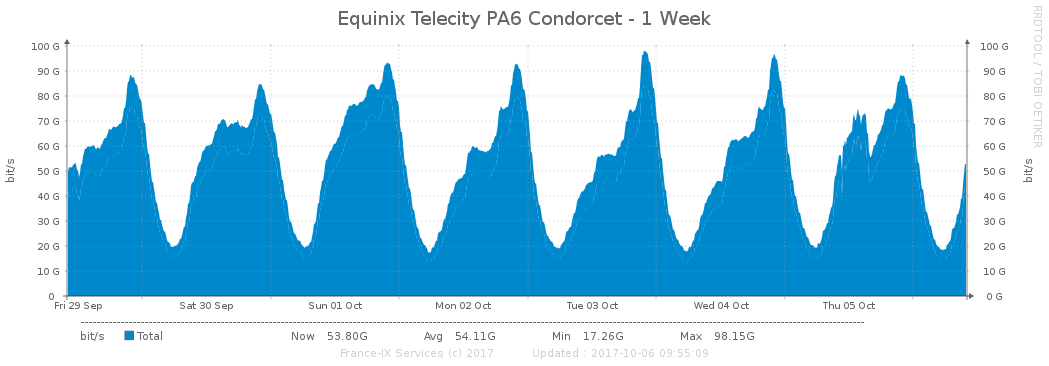 Equinix Telecity PA6 Condorcet - 1 Week
RRDTOOL / TOBI OETIKER
100 G 100 G
90 G 90 G
80 G 80 G
70 G 70 G
60 G 60 G
50 G 50 G
40 G 40 G
30 G 30 G
20 G 20 G
10 G 10 G
0 0 G
bit/s bit/s
Fri 29 Sep Sat 30 Sep Sun 01 Oct Mon 02 Oct Tue 03 Oct Wed 04 Oct Thu 05 Oct
bit/s Total Now 53.80G Avg 54.11G Min 17.26G Max 98.15G
France-IX Services (c) 2017 Updated : 2017-10-06 09:55:09